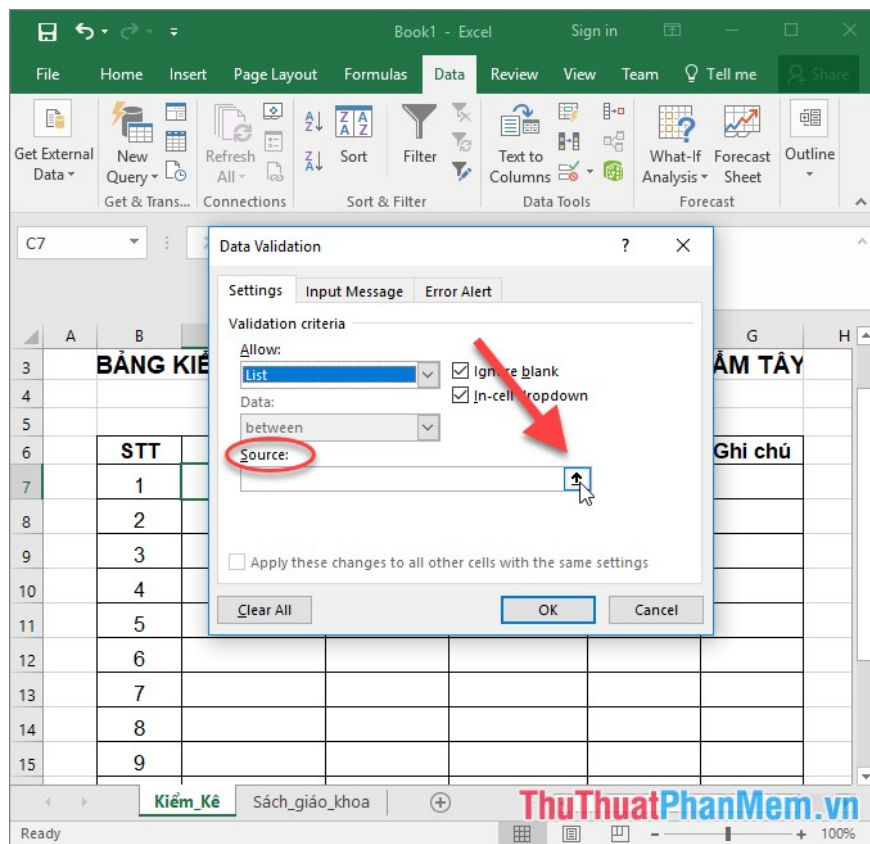 Book1 - Excel
Sign in
File Home Insert Page Layout Formulas Data Review View Team Tell me Share
Get External Data
New Query
Refresh All
Sort
Filter
Text to Columns
What-If Analysis
Forecast Sheet
Outline
Get & Trans... Connections Sort & Filter Data Tools Forecast
C7
Data Validation
Settings Input Message Error Alert
Validation criteria
Allow:
List
Ignore blank
Data:
In-cell dropdown
between
Source:
Apply these changes to all other cells with the same settings
Clear All OK Cancel
A B G H
3 BẢNG TÂY
4
5
6 STT Ghi chú
7 1
8 2
9 3
10 4
11 5
12 6
13 7
14 8
15 9
Kiểm_Kê Sách_giáo_khoa
ThuThuatPhanMem.vn
Ready 100%